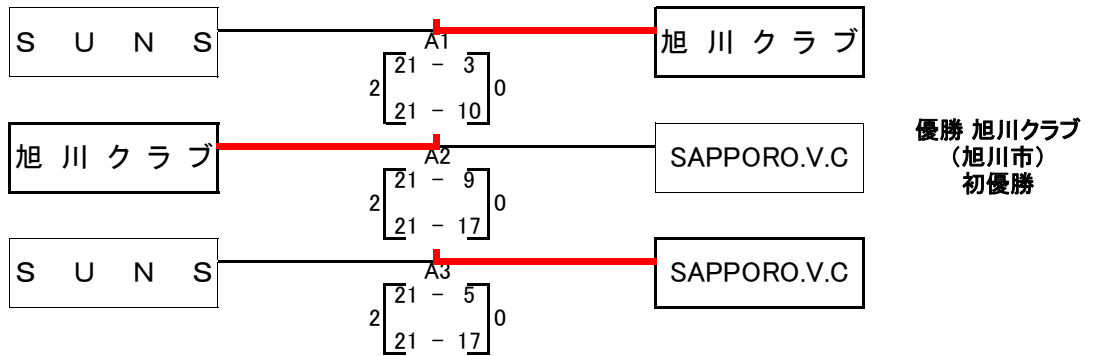 ＳＵＮＳ
A1
旭川クラブ
21 － 3
2
0
21 － 10
旭川クラブ
A2
SAPPORO.V.C
21 － 9
2
0
21 － 17
優勝 旭川クラブ
（旭川市）
初優勝
ＳＵＮＳ
A3
SAPPORO.V.C
21 － 5
2
0
21 － 17